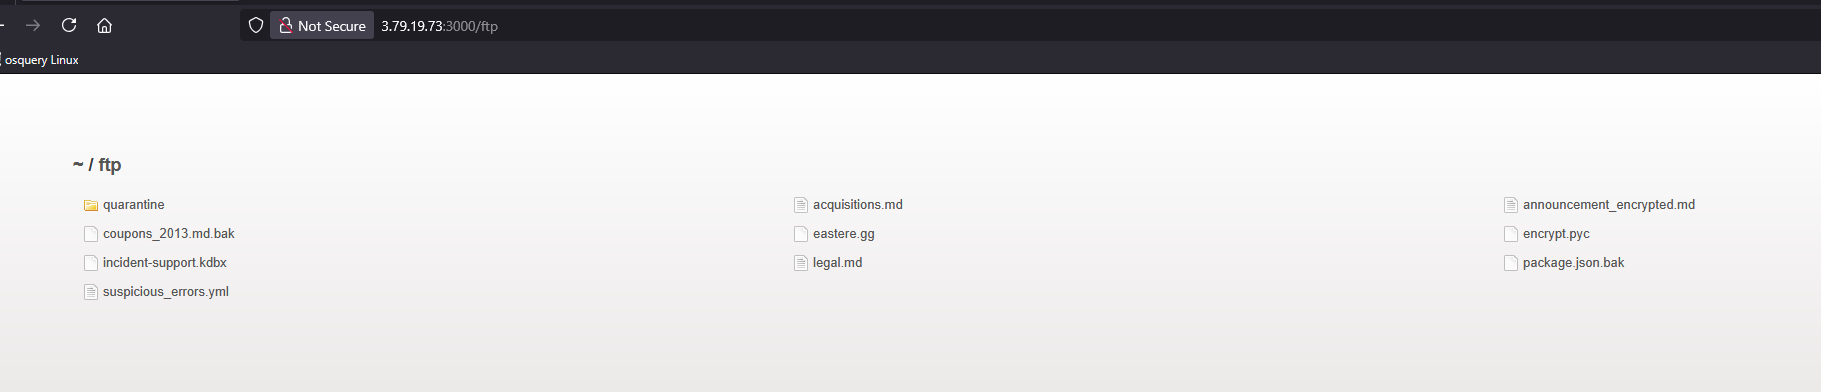 Not Secure 3.79.19.73:3000/ftp
osquery Linux
~ / ftp
quarantine acquisitions.md announcement_encrypted.md
coupons_2013.md.bak eastere.gg encrypt.pyc
incident-support.kdbx legal.md package.json.bak
suspicious_errors.yml